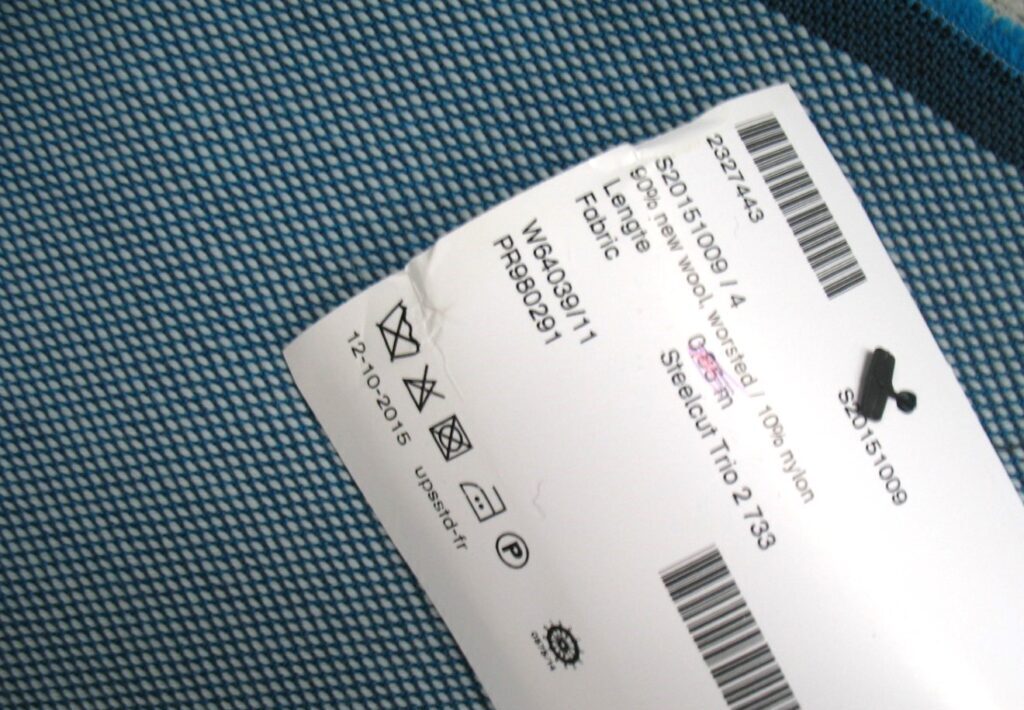 2327443
S20151009
S20151009 / 4
90% new wool, worsted / 10% nylon
Lengte
Fabric Steelcut Trio 2 733
W64039/11
PR980291
P
12-10-2015 upsstd-fr